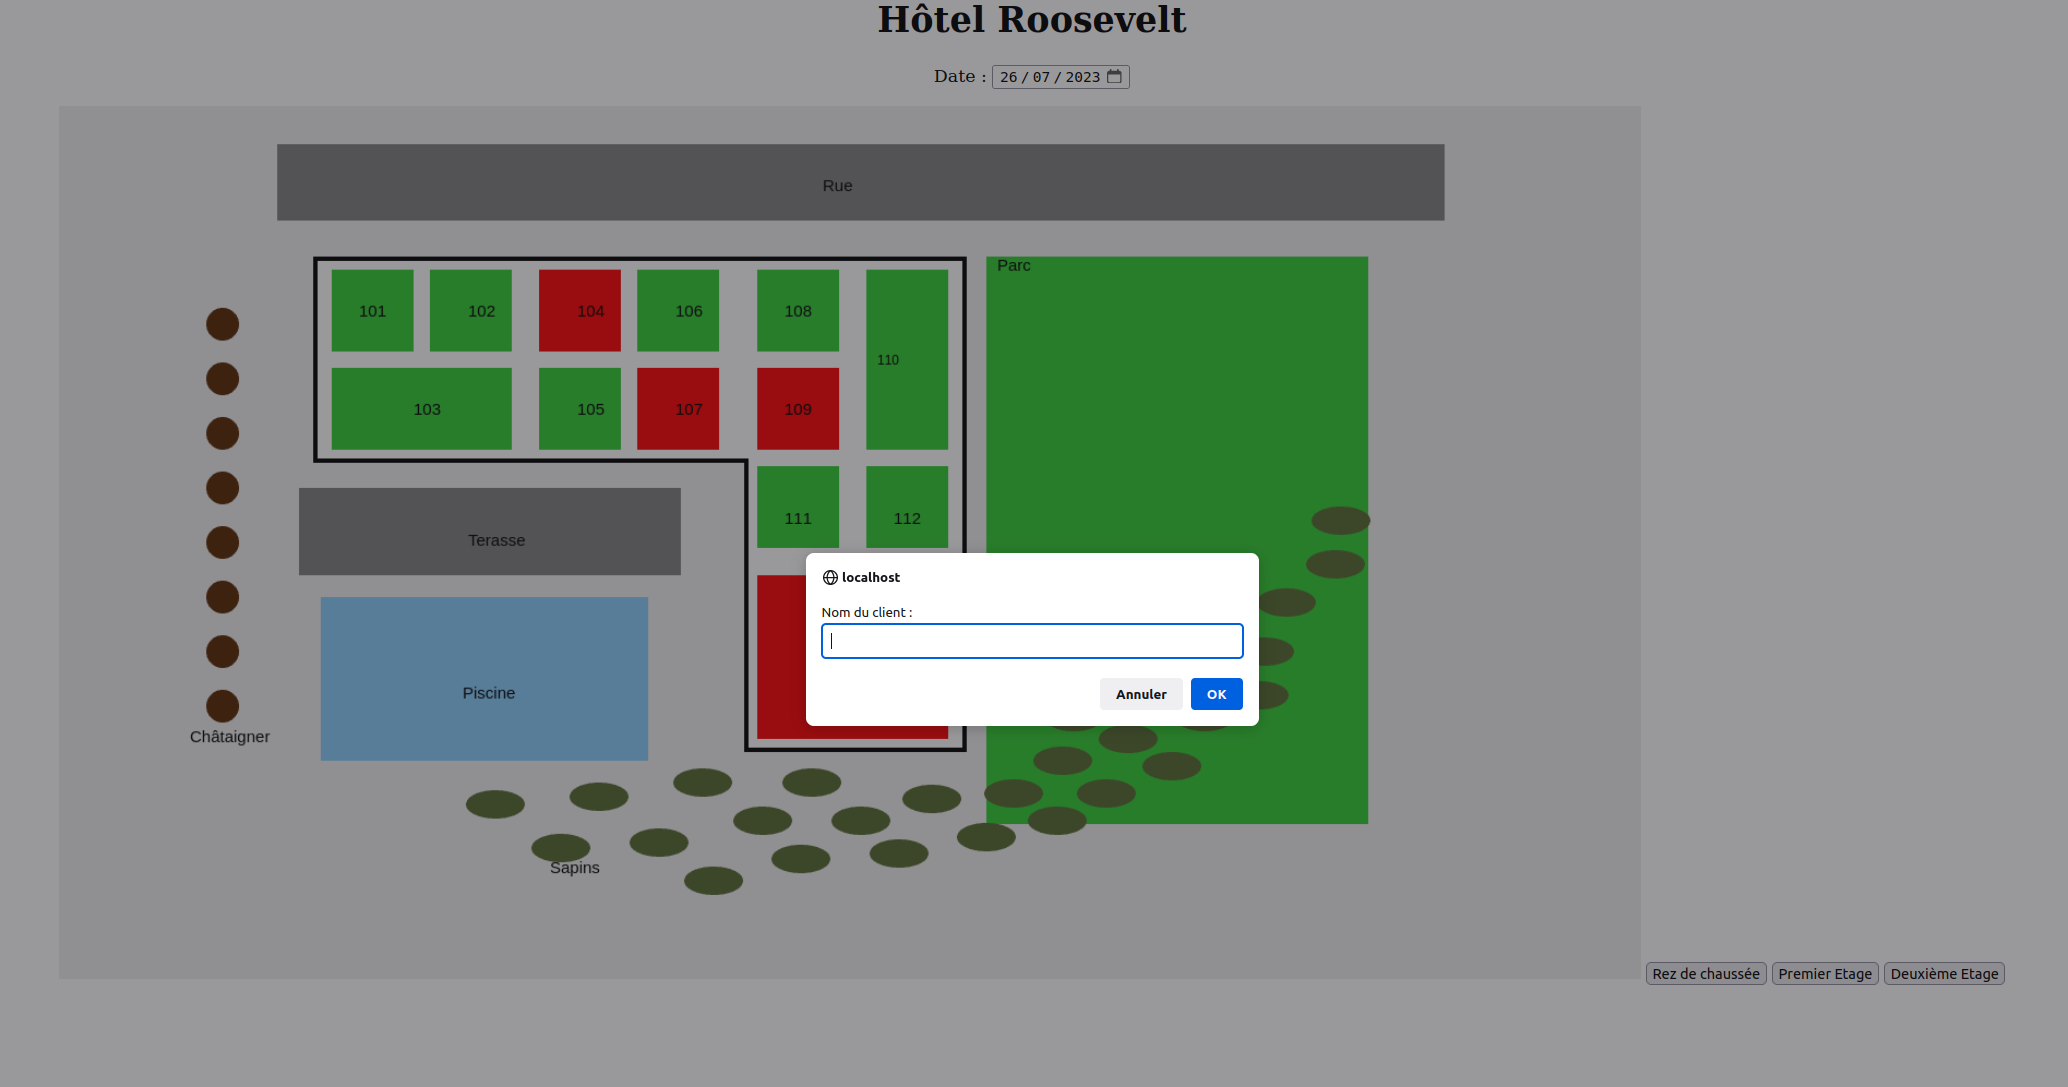 Hôtel Roosevelt
Date : 26 / 07 / 2023
Rue
Parc
101 102 104 106 108
110
103 105 107 109
111 112
Terasse
localhost
Nom du client :
Annuler OK
Piscine
Châtaigner
Sapins
Rez de chaussée Premier Etage Deuxième Etage